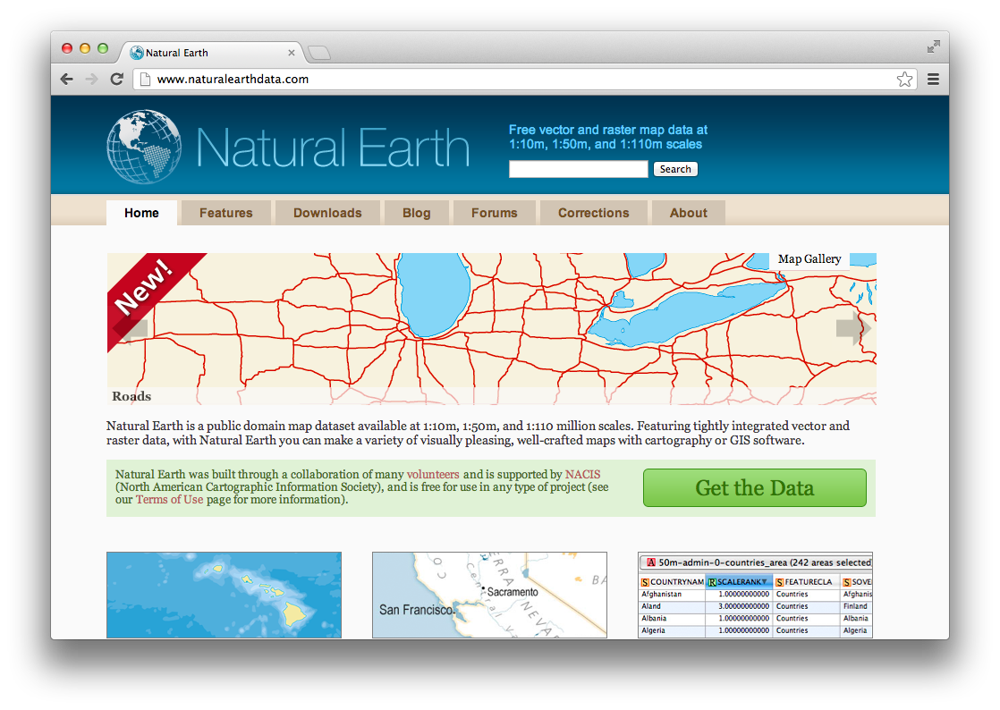 Natural Earth
www.naturalearthdata.com
Natural Earth
Free vector and raster map data at
1:10m, 1:50m, and 1:110m scales
Search
Home Features Downloads Blog Forums Corrections About
New!
Map Gallery
Roads
Natural Earth is a public domain map dataset available at 1:10m, 1:50m, and 1:110 million scales. Featuring tightly integrated vector and
raster data, with Natural Earth you can make a variety of visually pleasing, well-crafted maps with cartography or GIS software.
Natural Earth was built through a collaboration of many volunteers and is supported by NACIS
(North American Cartographic Information Society), and is free for use in any type of project (see
our Terms of Use page for more information).
Get the Data
CO
ERRA
NEVA
Central
BA
Sacramento
San Francisco
A 50m-admin-0-countries_area (242 areas selected
S COUNTRYNAM R SCALERANK S FEATURECLA S SOVE
Afghanistan 1.00000000000 Countries Afghanis
Aland 3.00000000000 Countries Finland
Albania 1.00000000000 Countries Albania
Algeria 1.00000000000 Countries Algeria